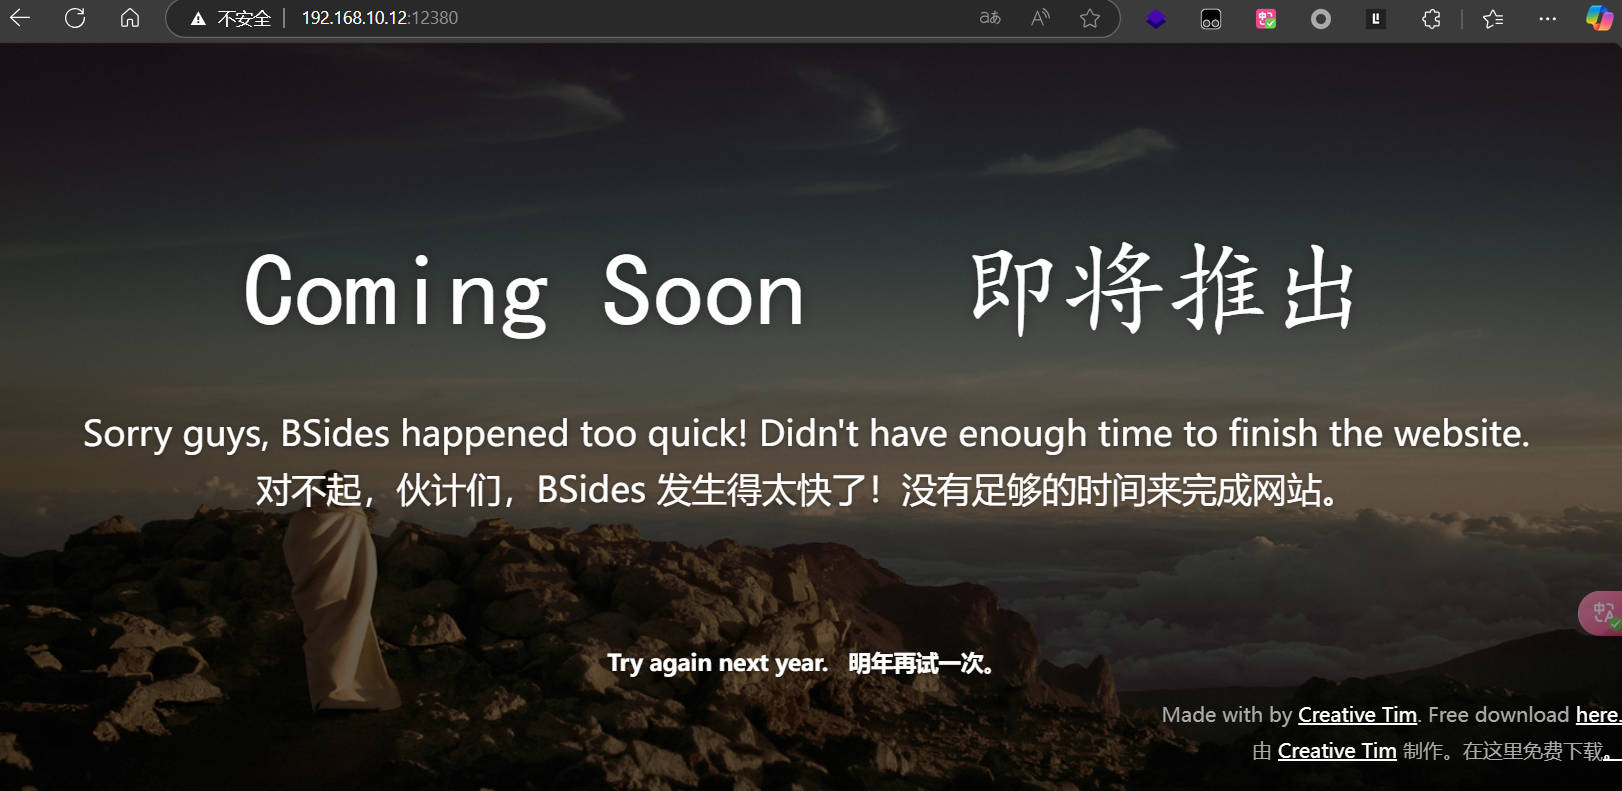 不安全 192.168.10.12:12380
Coming Soon 即将推出
Sorry guys, BSides happened too quick! Didn't have enough time to finish the website.
对不起，伙计们，BSides 发生得太快了！没有足够的时间来完成网站。
Try again next year. 明年再试一次。
Made with by Creative Tim. Free download here.
由 Creative Tim 制作。在这里免费下载。